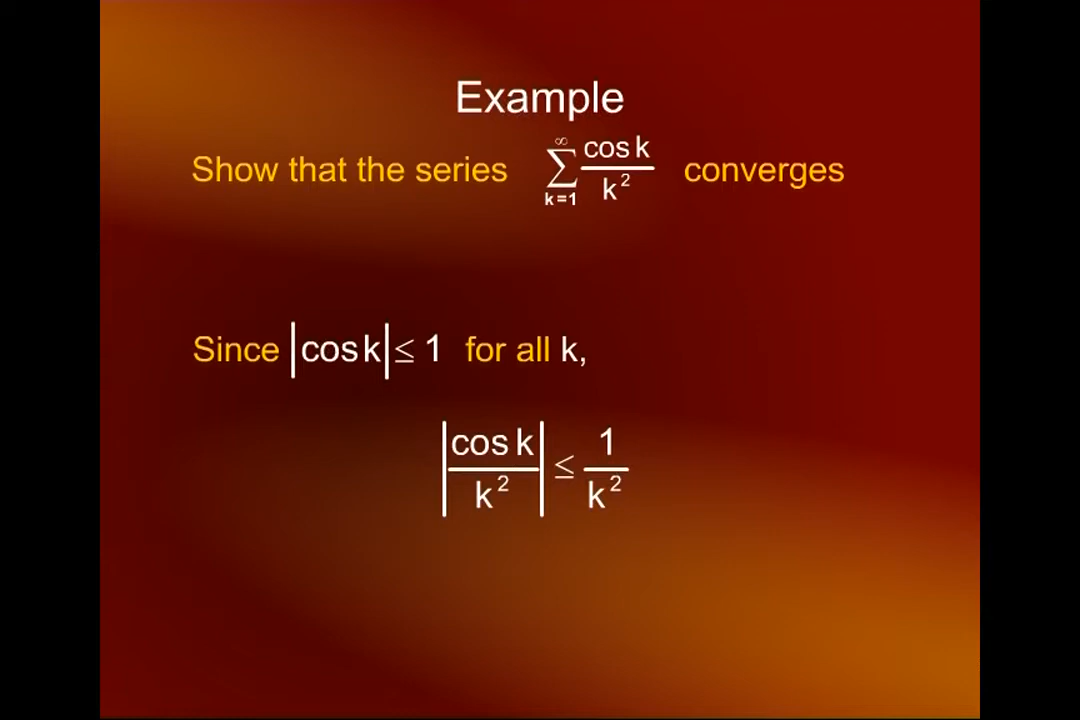 Example
Show that the series ∑_{k=1}^{∞} cos k / k² converges
Since |cos k| ≤ 1 for all k,
|cos k / k²| ≤ 1 / k²